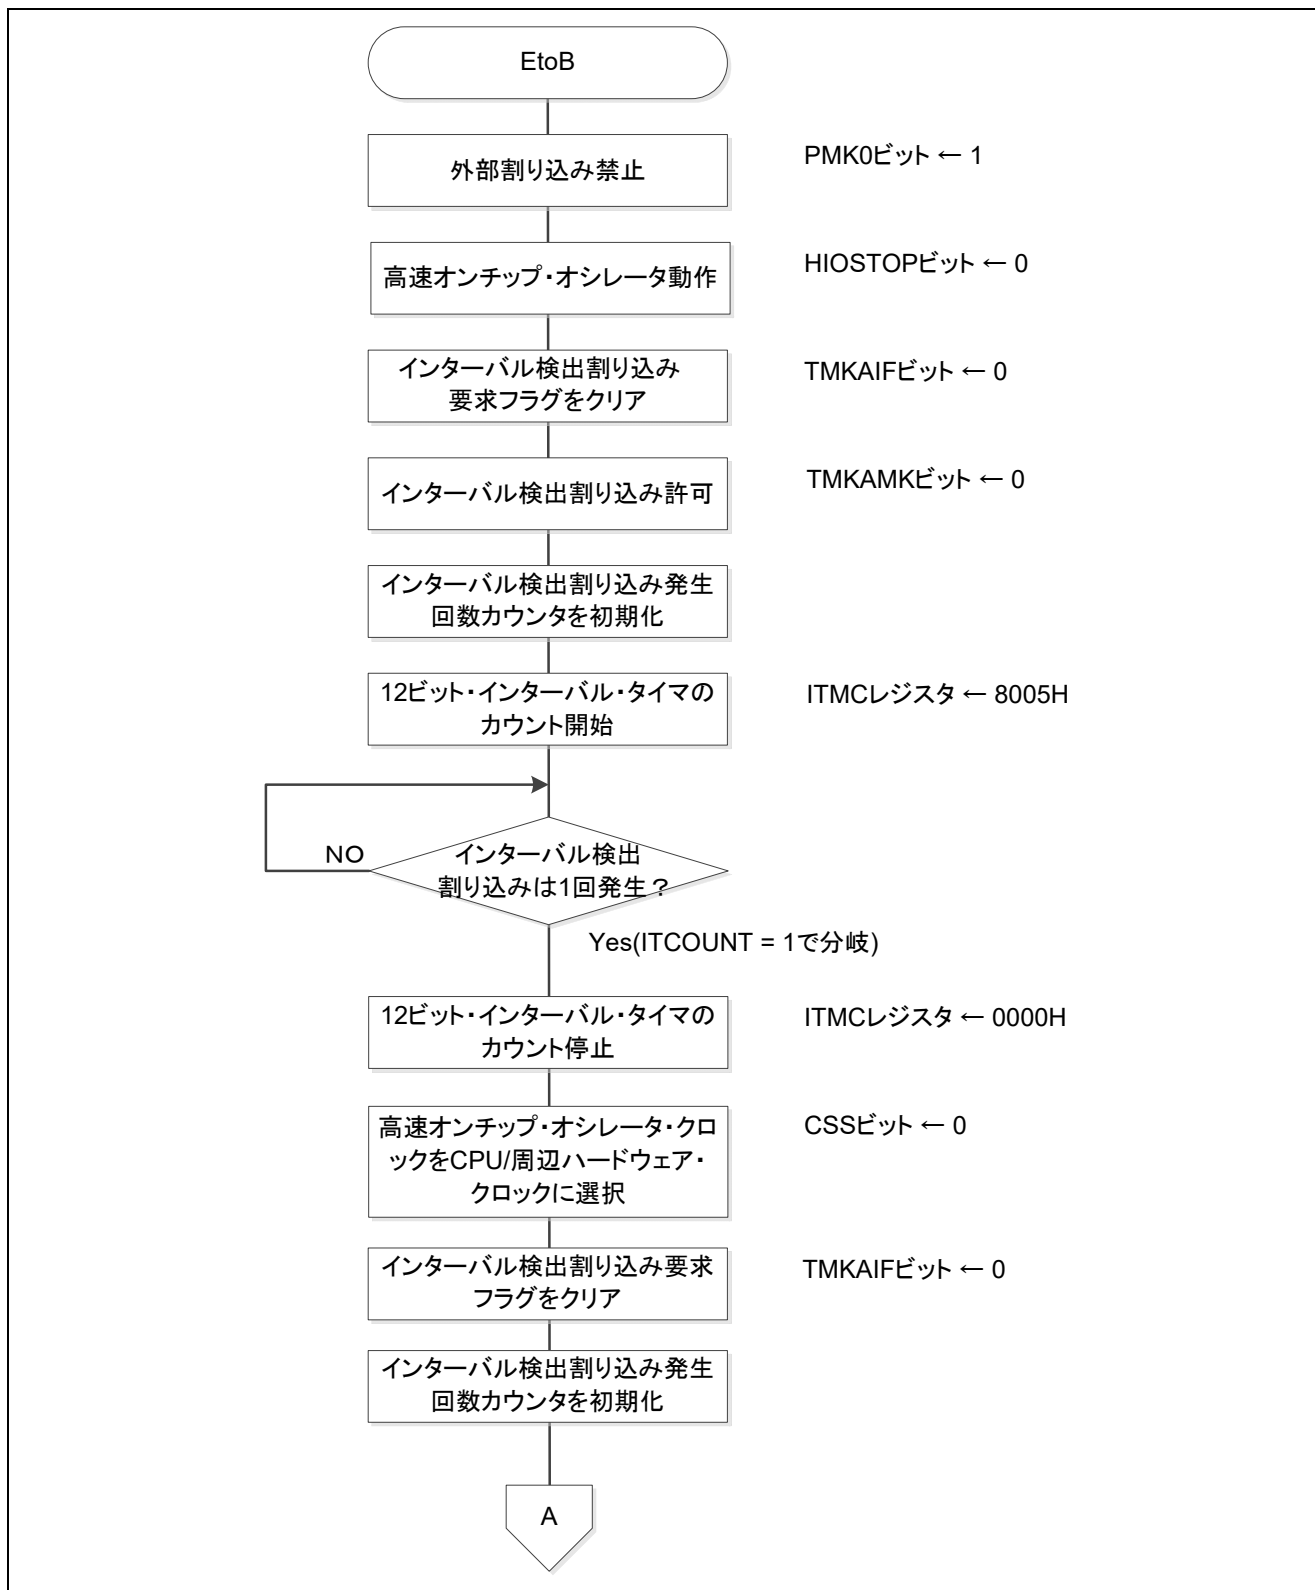 EtoB
外部割り込み禁止
PMK0ビット ← 1
高速オンチップ・オシレータ動作
HIOSTOPビット ← 0
インターバル検出割り込み
要求フラグをクリア
TMKAIFビット ← 0
インターバル検出割り込み許可
TMKAMKビット ← 0
インターバル検出割り込み発生
回数カウンタを初期化
12ビット・インターバル・タイマの
カウント開始
ITMCレジスタ ← 8005H
NO
インターバル検出
割り込みは1回発生？
Yes(ITCOUNT = 1で分岐)
12ビット・インターバル・タイマの
カウント停止
ITMCレジスタ ← 0000H
高速オンチップ・オシレータ・クロ
ックをCPU/周辺ハードウェア・
クロックに選択
CSSビット ← 0
インターバル検出割り込み要求
フラグをクリア
TMKAIFビット ← 0
インターバル検出割り込み発生
回数カウンタを初期化
A